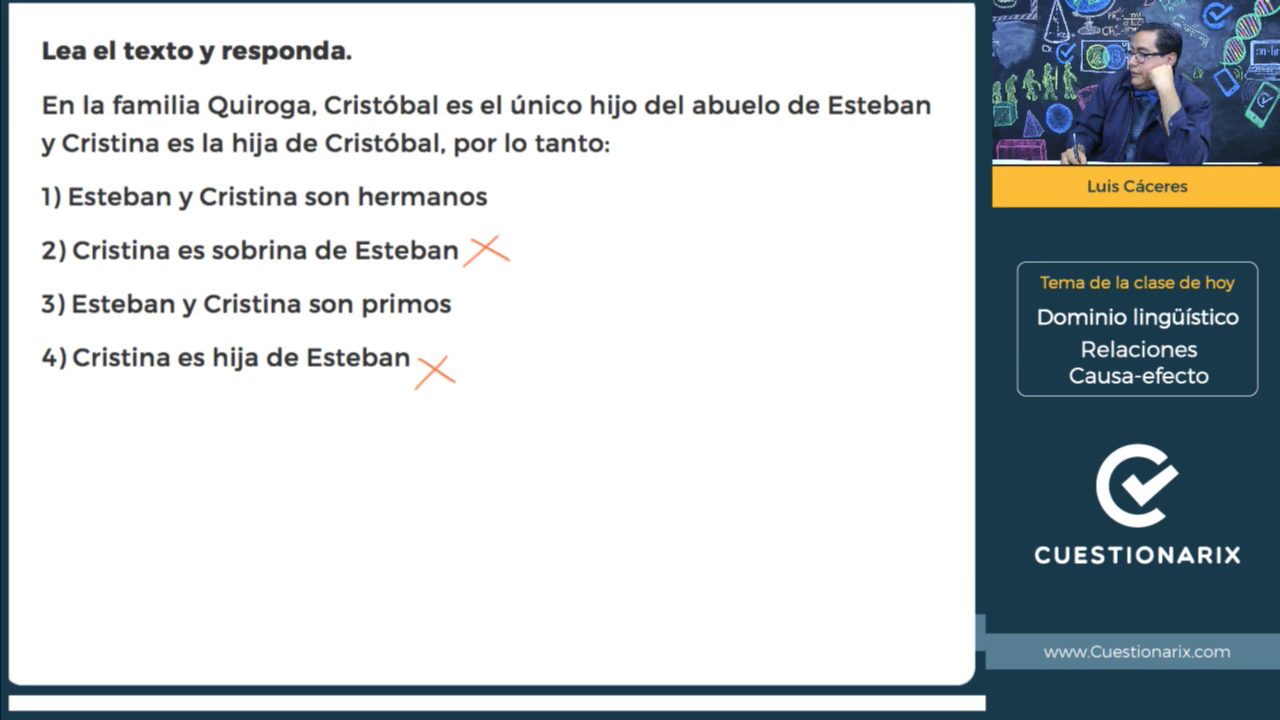 Lea el texto y responda.
En la familia Quiroga, Cristóbal es el único hijo del abuelo de Esteban
y Cristina es la hija de Cristóbal, por lo tanto:
1) Esteban y Cristina son hermanos
2) Cristina es sobrina de Esteban
3) Esteban y Cristina son primos
4) Cristina es hija de Esteban
Luis Cáceres
Tema de la clase de hoy
Dominio lingüístico
Relaciones
Causa-efecto
CUESTIONARIX
www.Cuestionarix.com